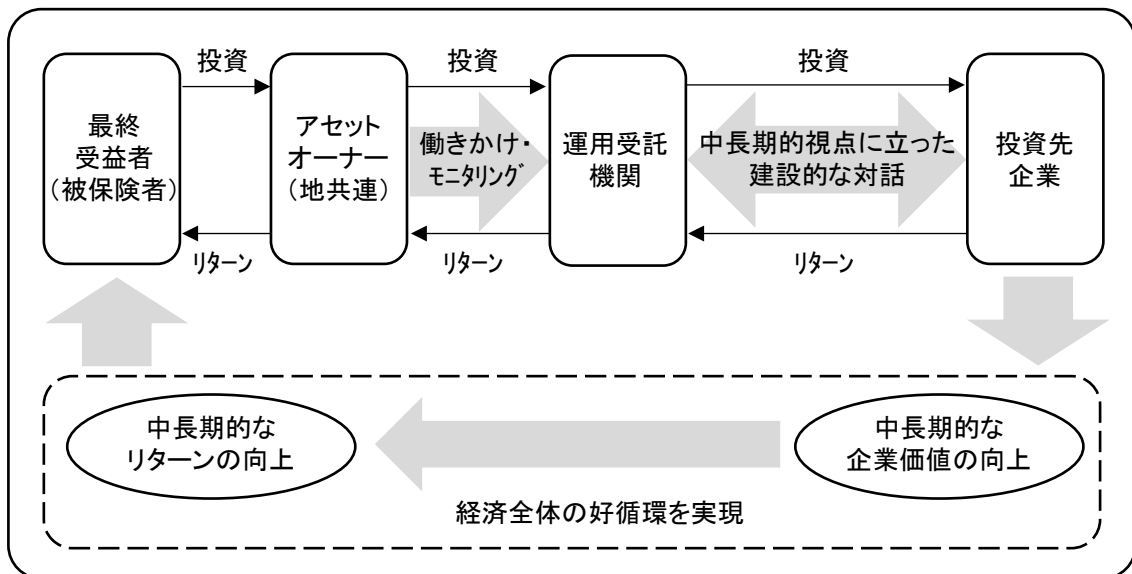 投資
投資
投資
最終
受益者
（被保険者）
アセット
オーナー
（地共連）
働きかけ・
ﾓﾆﾀﾘﾝｸﾞ
運用受託
機関
中長期的視点に立った
建設的な対話
投資先
企業
ﾘﾀｰﾝ
ﾘﾀｰﾝ
ﾘﾀｰﾝ
中長期的な
リターンの向上
中長期的な
企業価値の向上
経済全体の好循環を実現